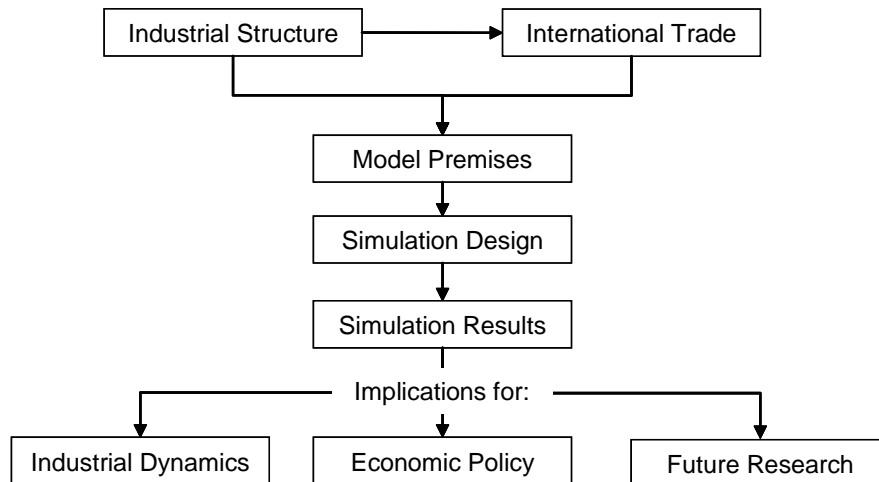 Industrial Structure
International Trade
Model Premises
Simulation Design
Simulation Results
Implications for:
Industrial Dynamics
Economic Policy
Future Research